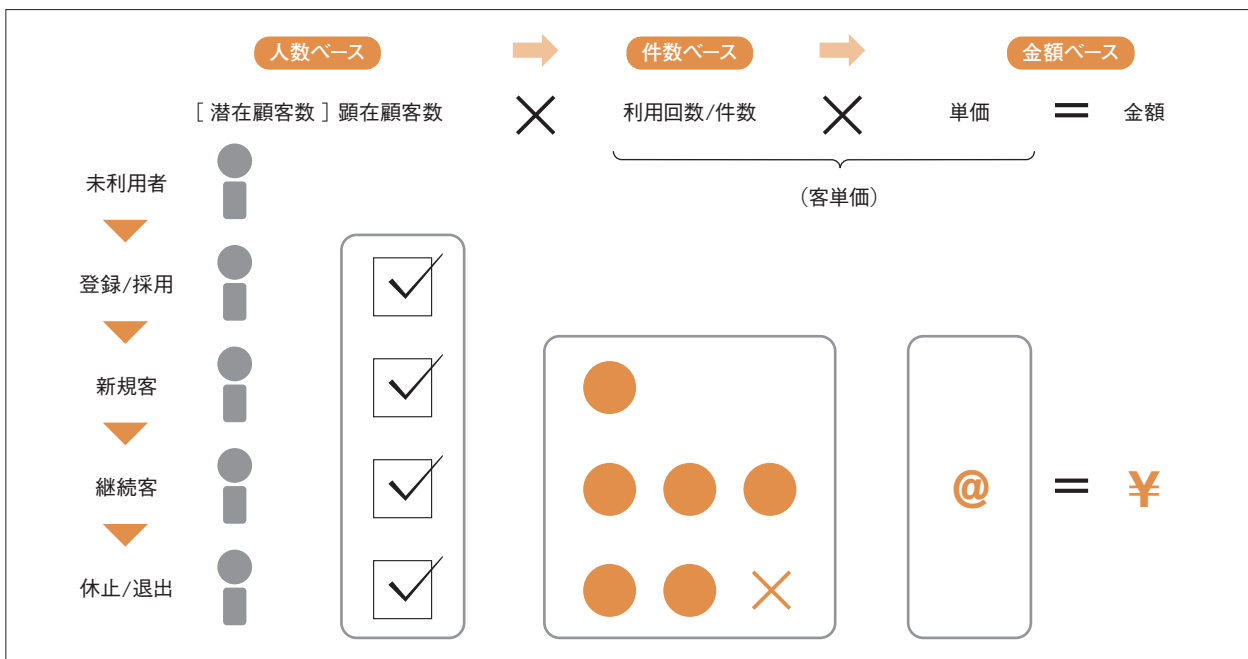 人数ベース 件数ベース 金額ベース
[ 潜在顧客数 ] 顕在顧客数 × 利用回数/件数 × 単価 = 金額
(客単価)
未利用者
登録/採用
新規客
継続客
@ = ¥
休止/退出